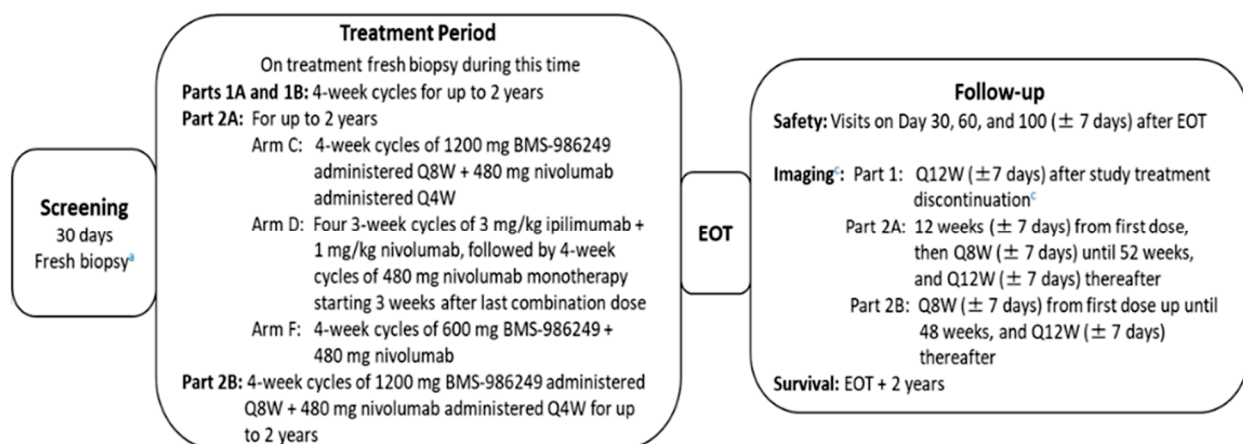 Screening
30 days
Fresh biopsyᵃ
Treatment Period
On treatment fresh biopsy during this time
Parts 1A and 1B: 4-week cycles for up to 2 years
Part 2A: For up to 2 years
Arm C: 4-week cycles of 1200 mg BMS-986249
administered Q8W + 480 mg nivolumab
administered Q4W
Arm D: Four 3-week cycles of 3 mg/kg ipilimumab +
1 mg/kg nivolumab, followed by 4-week
cycles of 480 mg nivolumab monotherapy
starting 3 weeks after last combination dose
Arm F: 4-week cycles of 600 mg BMS-986249 +
480 mg nivolumab
Part 2B: 4-week cycles of 1200 mg BMS-986249 administered
Q8W + 480 mg nivolumab administered Q4W for up
to 2 years
EOT
Follow-up
Safety: Visits on Day 30, 60, and 100 (± 7 days) after EOT
Imagingᶜ: Part 1: Q12W (±7 days) after study treatment
discontinuationᶜ
Part 2A: 12 weeks (± 7 days) from first dose,
then Q8W (± 7 days) until 52 weeks,
and Q12W (± 7 days) thereafter
Part 2B: Q8W (± 7 days) from first dose up until
48 weeks, and Q12W (± 7 days)
thereafter
Survival: EOT + 2 years